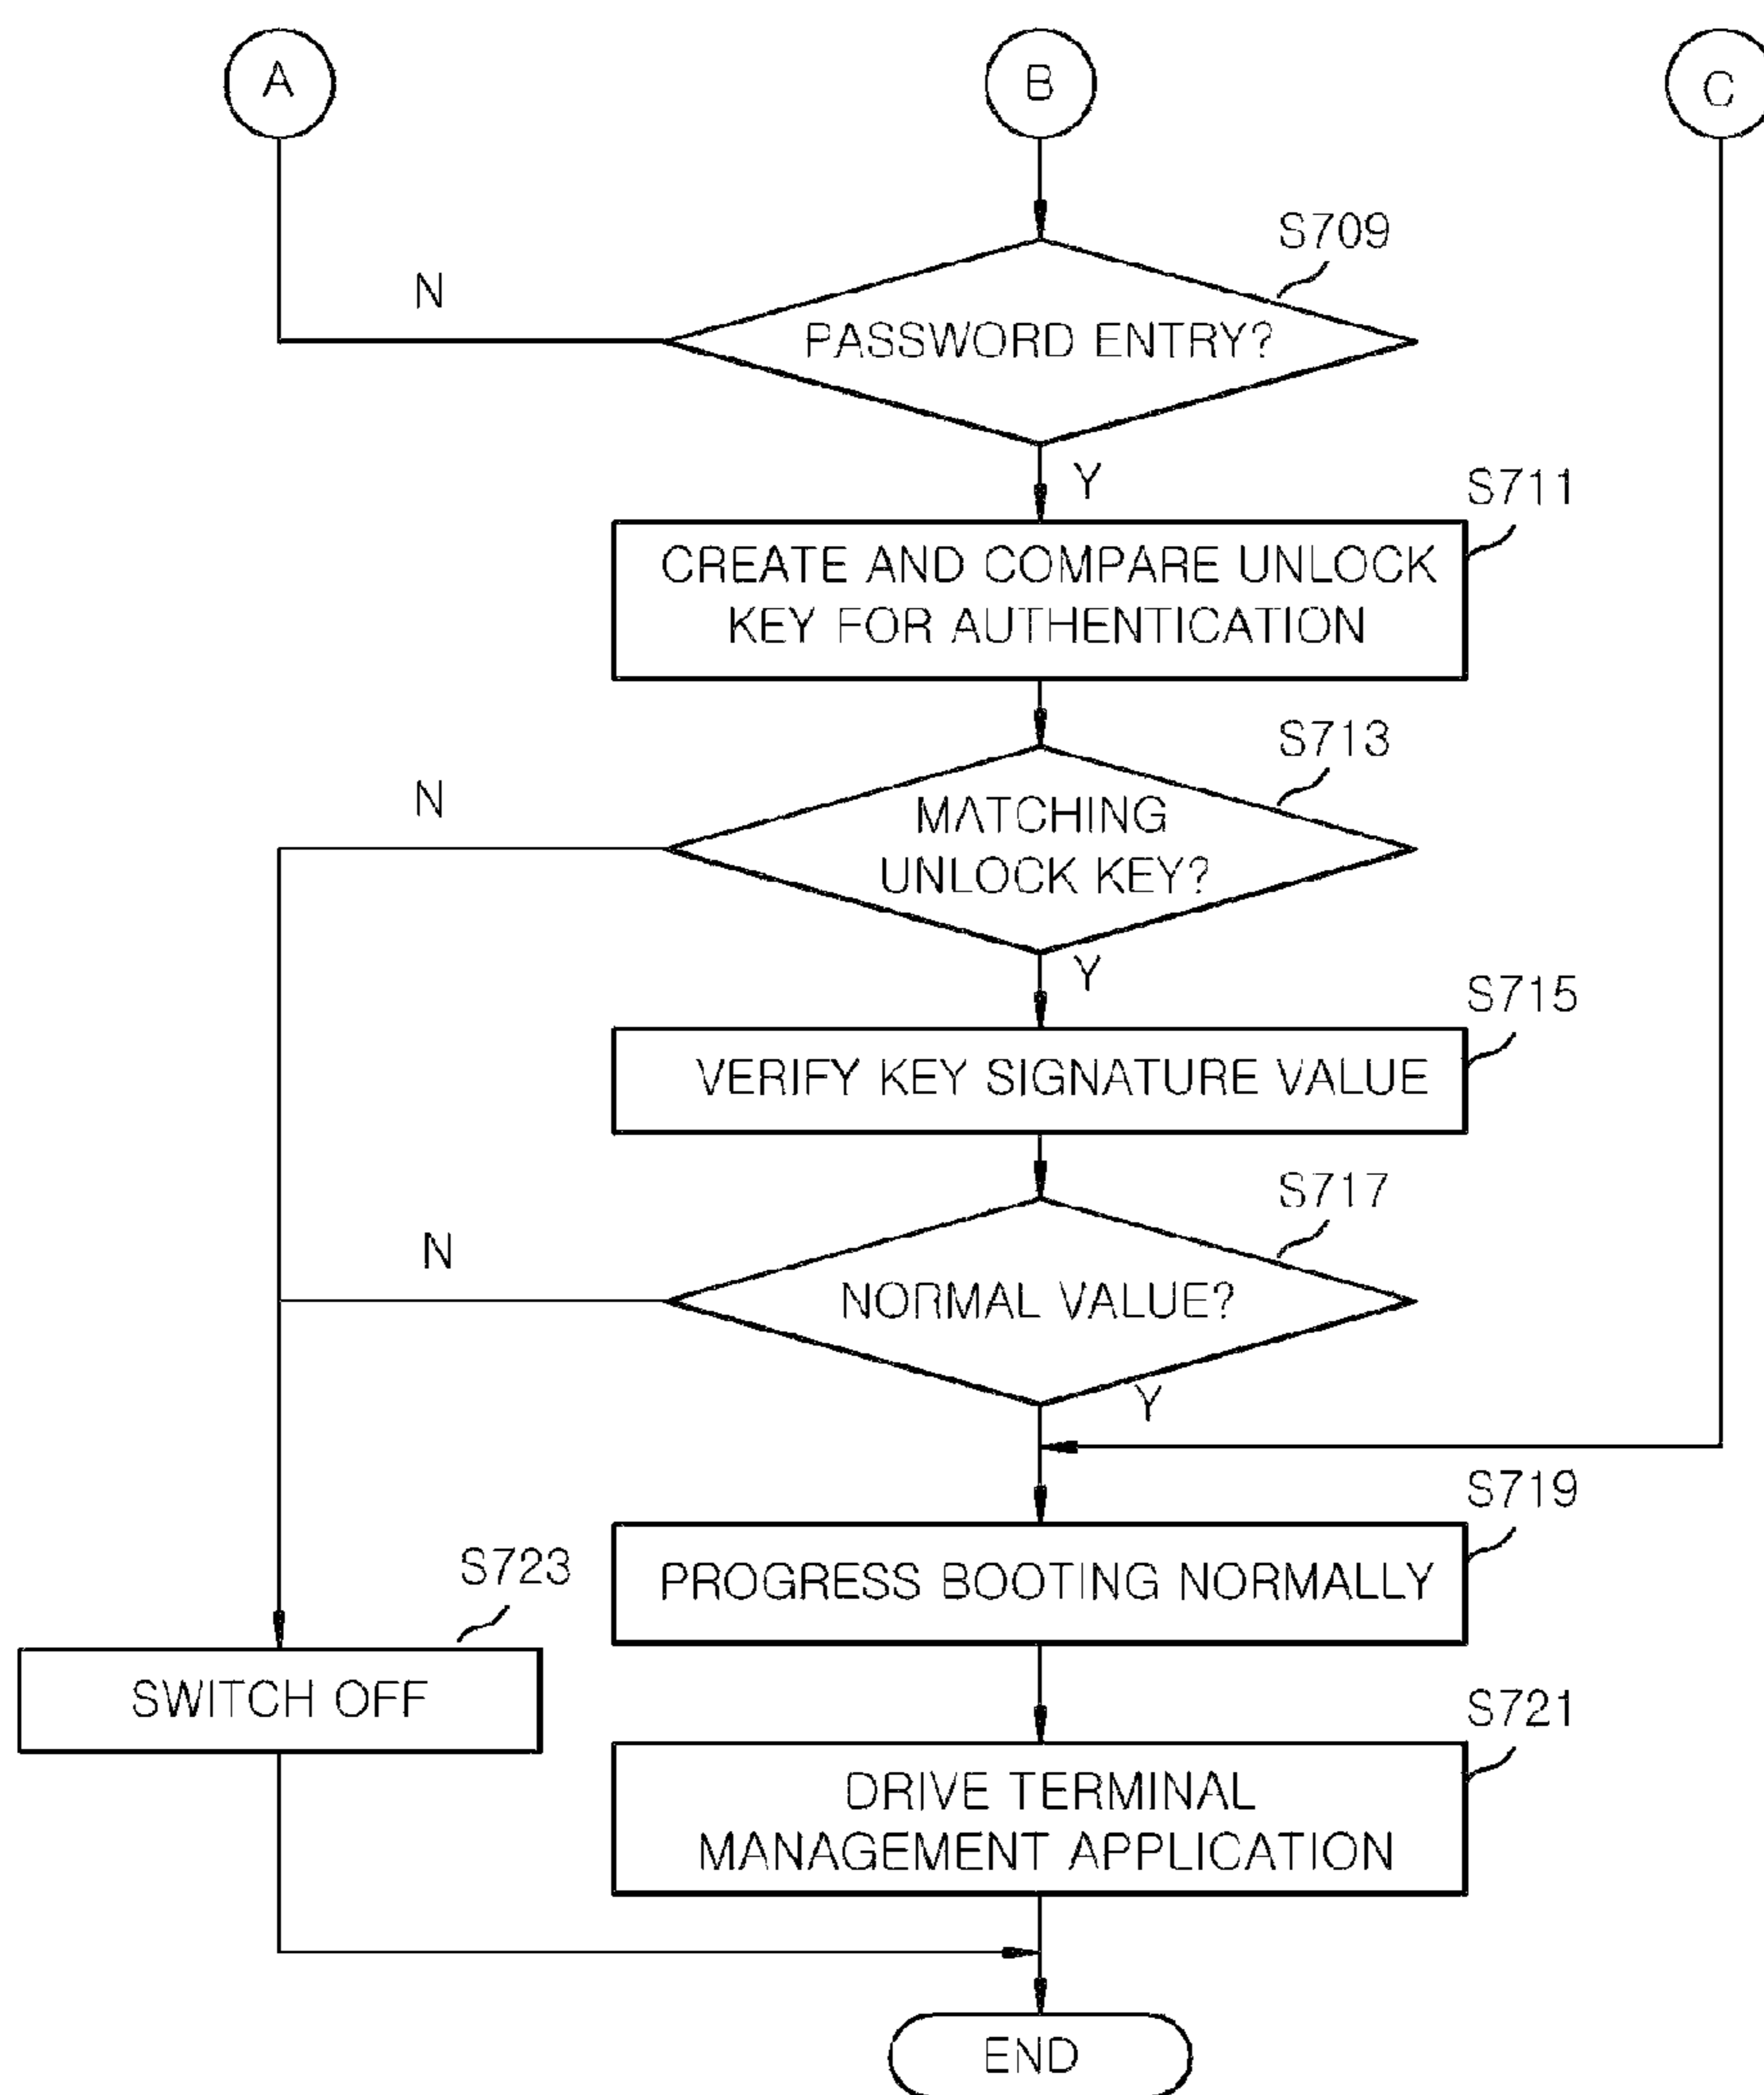 A
B
C
S709
N
PASSWORD ENTRY?
Y
S711
CREATE AND COMPARE UNLOCK
KEY FOR AUTHENTICATION
S713
N
MATCHING
UNLOCK KEY?
Y
S715
VERIFY KEY SIGNATURE VALUE
S717
N
NORMAL VALUE?
Y
S719
PROGRESS BOOTING NORMALLY
S723
SWITCH OFF
S721
DRIVE TERMINAL
MANAGEMENT APPLICATION
END